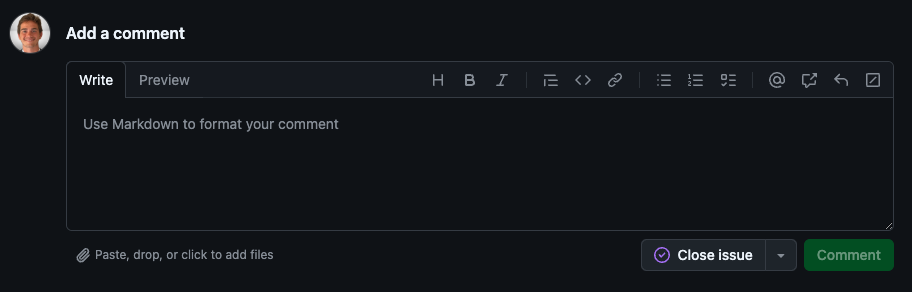 Add a comment
Write Preview
Use Markdown to format your comment
Paste, drop, or click to add files
Close issue Comment